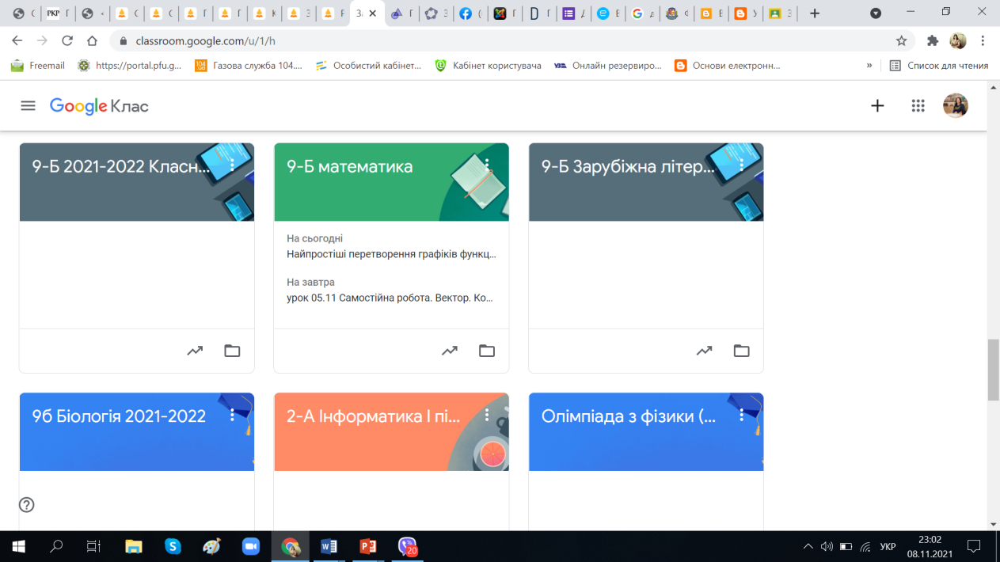 РКР
classroom.google.com/u/1/h
Freemail
https://portal.pfu.g...
Газова служба 104....
Особистий кабінет...
Кабінет користувача
Онлайн резервиро...
Основи електронн...
»
Список для чтения
Google Клас
9-Б 2021-2022 Класн...
9-Б математика
9-Б Зарубіжна літер...
На сьогодні
Найпростіші перетворення графіків функц...
На завтра
урок 05.11 Самостійна робота. Вектор. Ко...
9б Біологія 2021-2022
2-А Інформатика І пі...
Олімпіада з фізики (...
20
УКР
23:02
08.11.2021